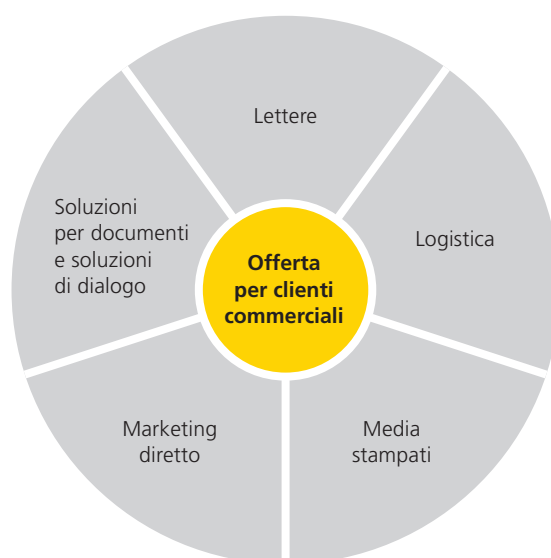 Lettere
Soluzioni
per documenti
e soluzioni
di dialogo
Logistica
Offerta
per clienti
commerciali
Marketing
diretto
Media
stampati